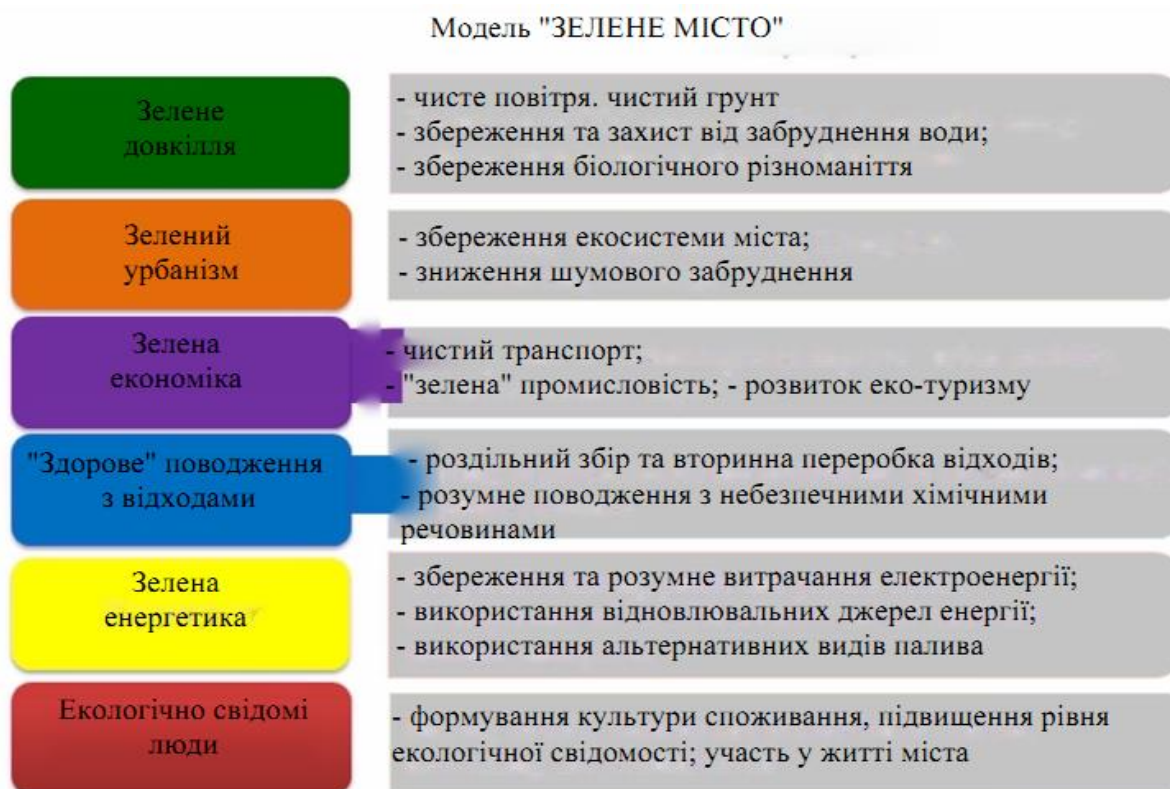 Модель "ЗЕЛЕНЕ МІСТО"
Зелене
довкілля
- чисте повітря. чистий грунт
- збереження та захист від забруднення води;
- збереження біологічного різноманіття
Зелений
урбанізм
- збереження екосистеми міста;
- зниження шумового забруднення
Зелена
економіка
- чистий транспорт;
- "зелена" промисловість; - розвиток еко-туризму
"Здорове" поводження
з відходами
- роздільний збір та вторинна переробка відходів;
- розумне поводження з небезпечними хімічними
речовинами
Зелена
енергетика
- збереження та розумне витрачання електроенергії;
- використання відновлювальних джерел енергії;
- використання альтернативних видів палива
Екологічно свідомі
люди
- формування культури споживання, підвищення рівня
екологічної свідомості; участь у житті міста